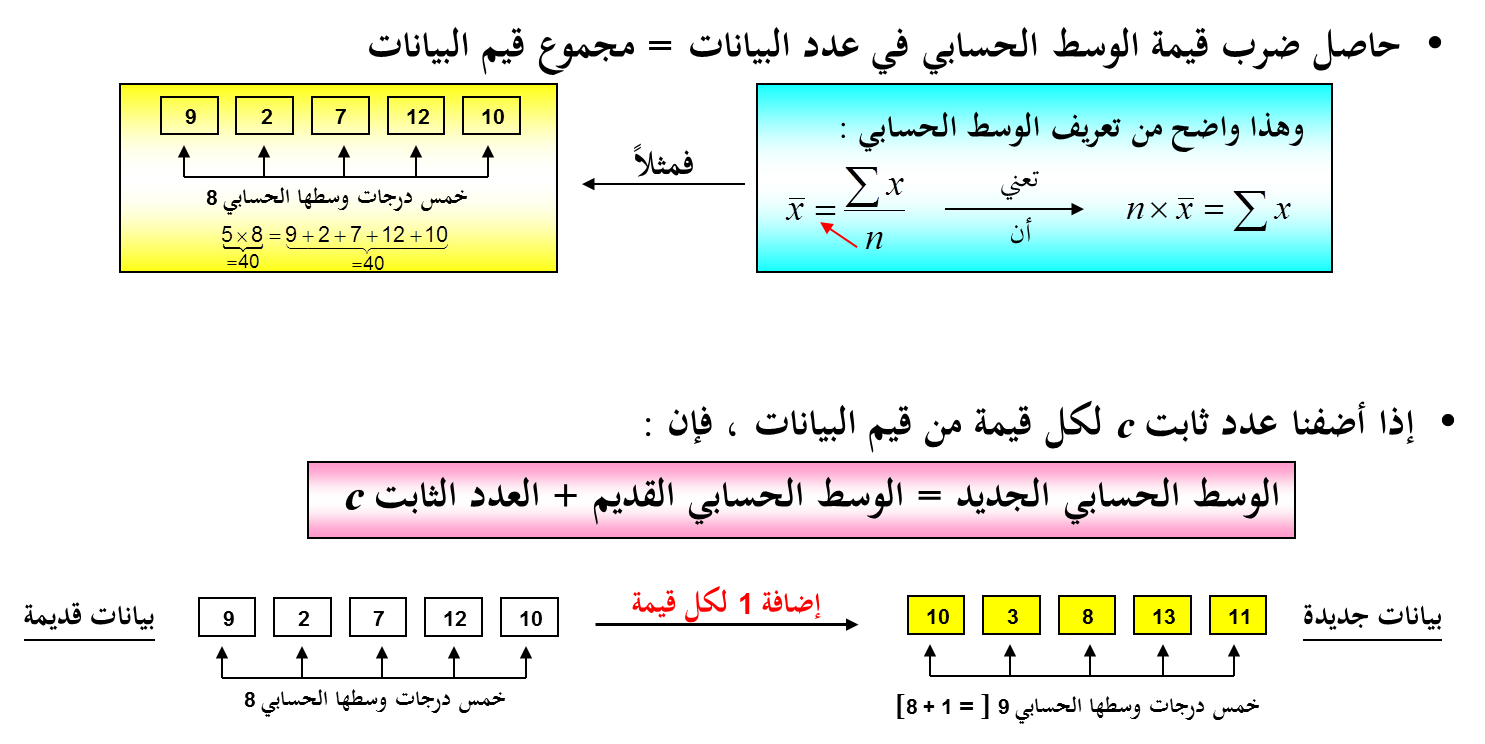 • حاصل ضرب قيمة الوسط الحسابي في عدد البيانات = مجموع قيم البيانات
وهذا واضح من تعريف الوسط الحسابي :
x̄ = ∑x / n
تعني
أن
n × x̄ = ∑ x
فمثلاً
9 2 7 12 10
خمس درجات وسطها الحسابي 8
5 × 8 = 9 + 2 + 7 + 12 + 10
=40 =40
• إذا أضفنا عدد ثابت c لكل قيمة من قيم البيانات ، فإن :
الوسط الحسابي الجديد = الوسط الحسابي القديم + العدد الثابت c
بيانات قديمة
9 2 7 12 10
خمس درجات وسطها الحسابي 8
إضافة 1 لكل قيمة
بيانات جديدة
10 3 8 13 11
خمس درجات وسطها الحسابي 9 [ = 1 + 8]